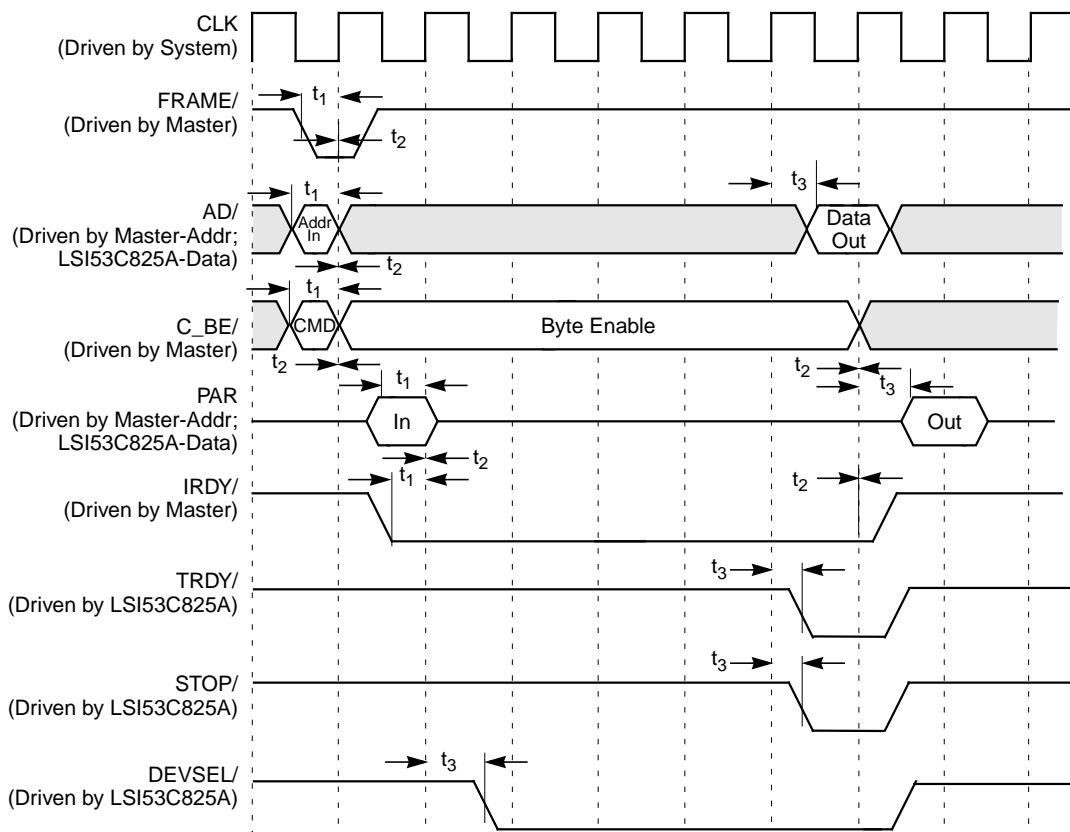 CLK
(Driven by System)
FRAME/
(Driven by Master)
t1
t2
t3
t1
AD/
(Driven by Master-Addr;
LSI53C825A-Data)
Addr
In
Data
Out
t2
t1
C_BE/
(Driven by Master)
CMD
Byte Enable
t2
t2
t1
t3
PAR
(Driven by Master-Addr;
LSI53C825A-Data)
In
Out
t2
t1
t2
IRDY/
(Driven by Master)
t3
TRDY/
(Driven by LSI53C825A)
t3
STOP/
(Driven by LSI53C825A)
t3
DEVSEL/
(Driven by LSI53C825A)